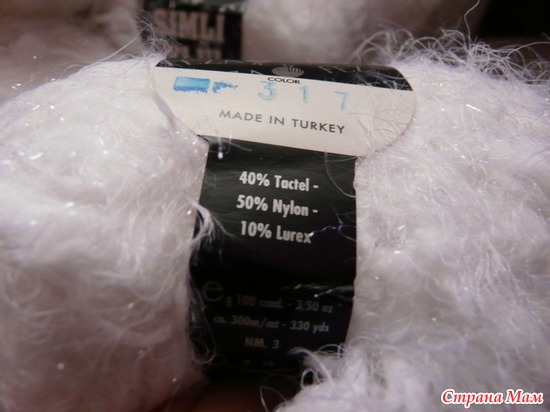 SIMLI
COLOR
317
MADE IN TURKEY
40% Tactel -
50% Nylon -
10% Lurex
e g 100 - 3.50 oz
ca. 300m/mt - 330 yds
NM. 3
Страна Мам